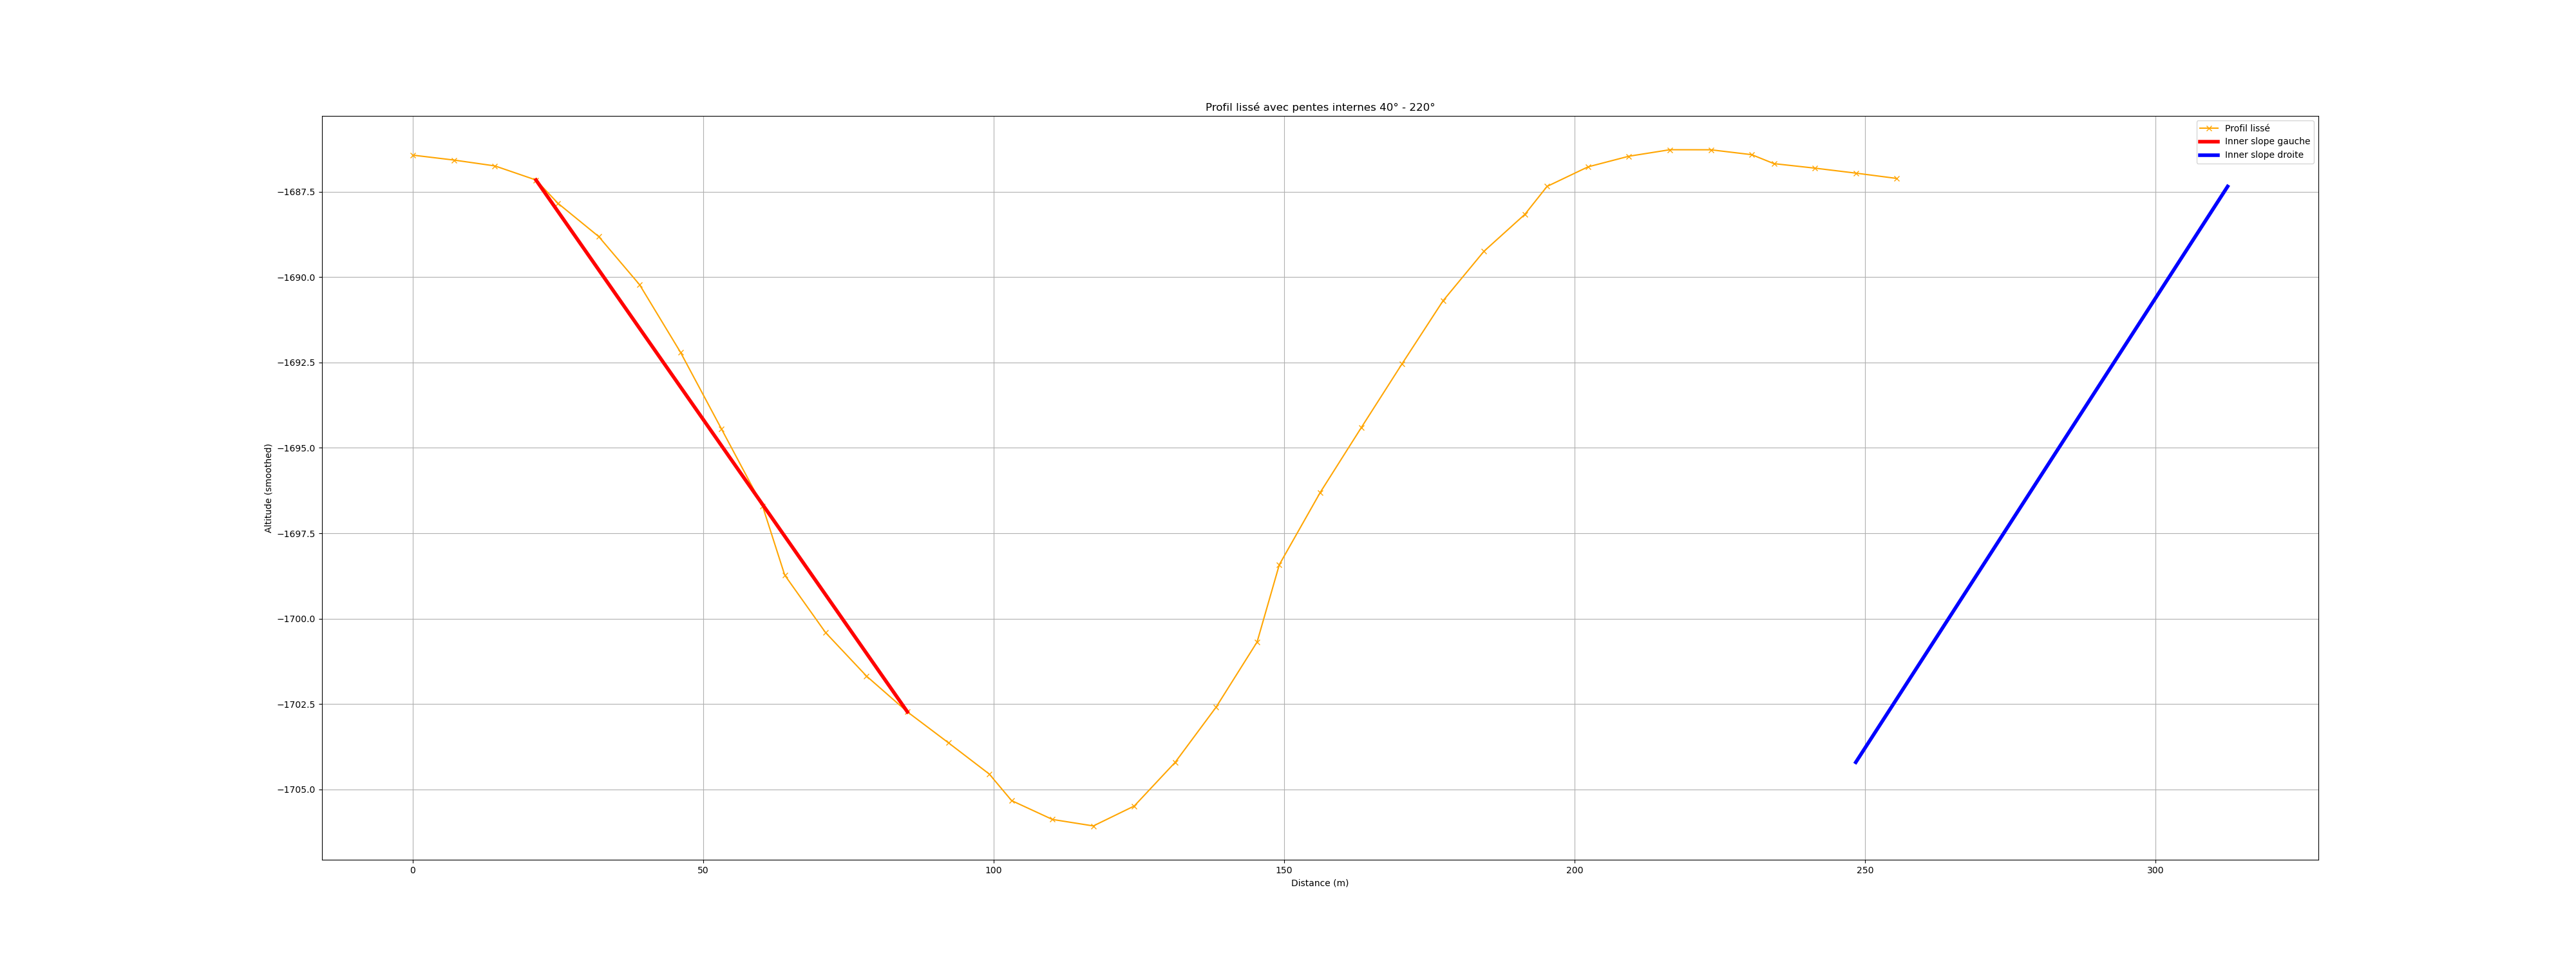 Profil lissé avec pentes internes 40° - 220°
Profil lissé
Inner slope gauche
Inner slope droite
Altitude (smoothed)
−1687.5
−1690.0
−1692.5
−1695.0
−1697.5
−1700.0
−1702.5
−1705.0
0
50
100
150
200
250
300
Distance (m)